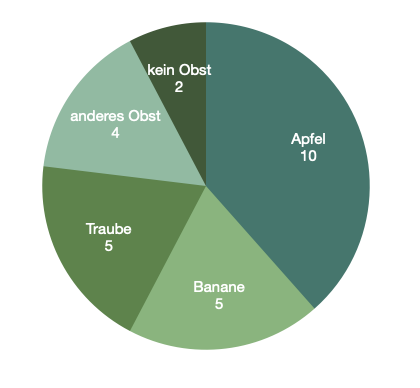 kein Obst
2
Apfel
10
anderes Obst
4
Traube
5
Banane
5